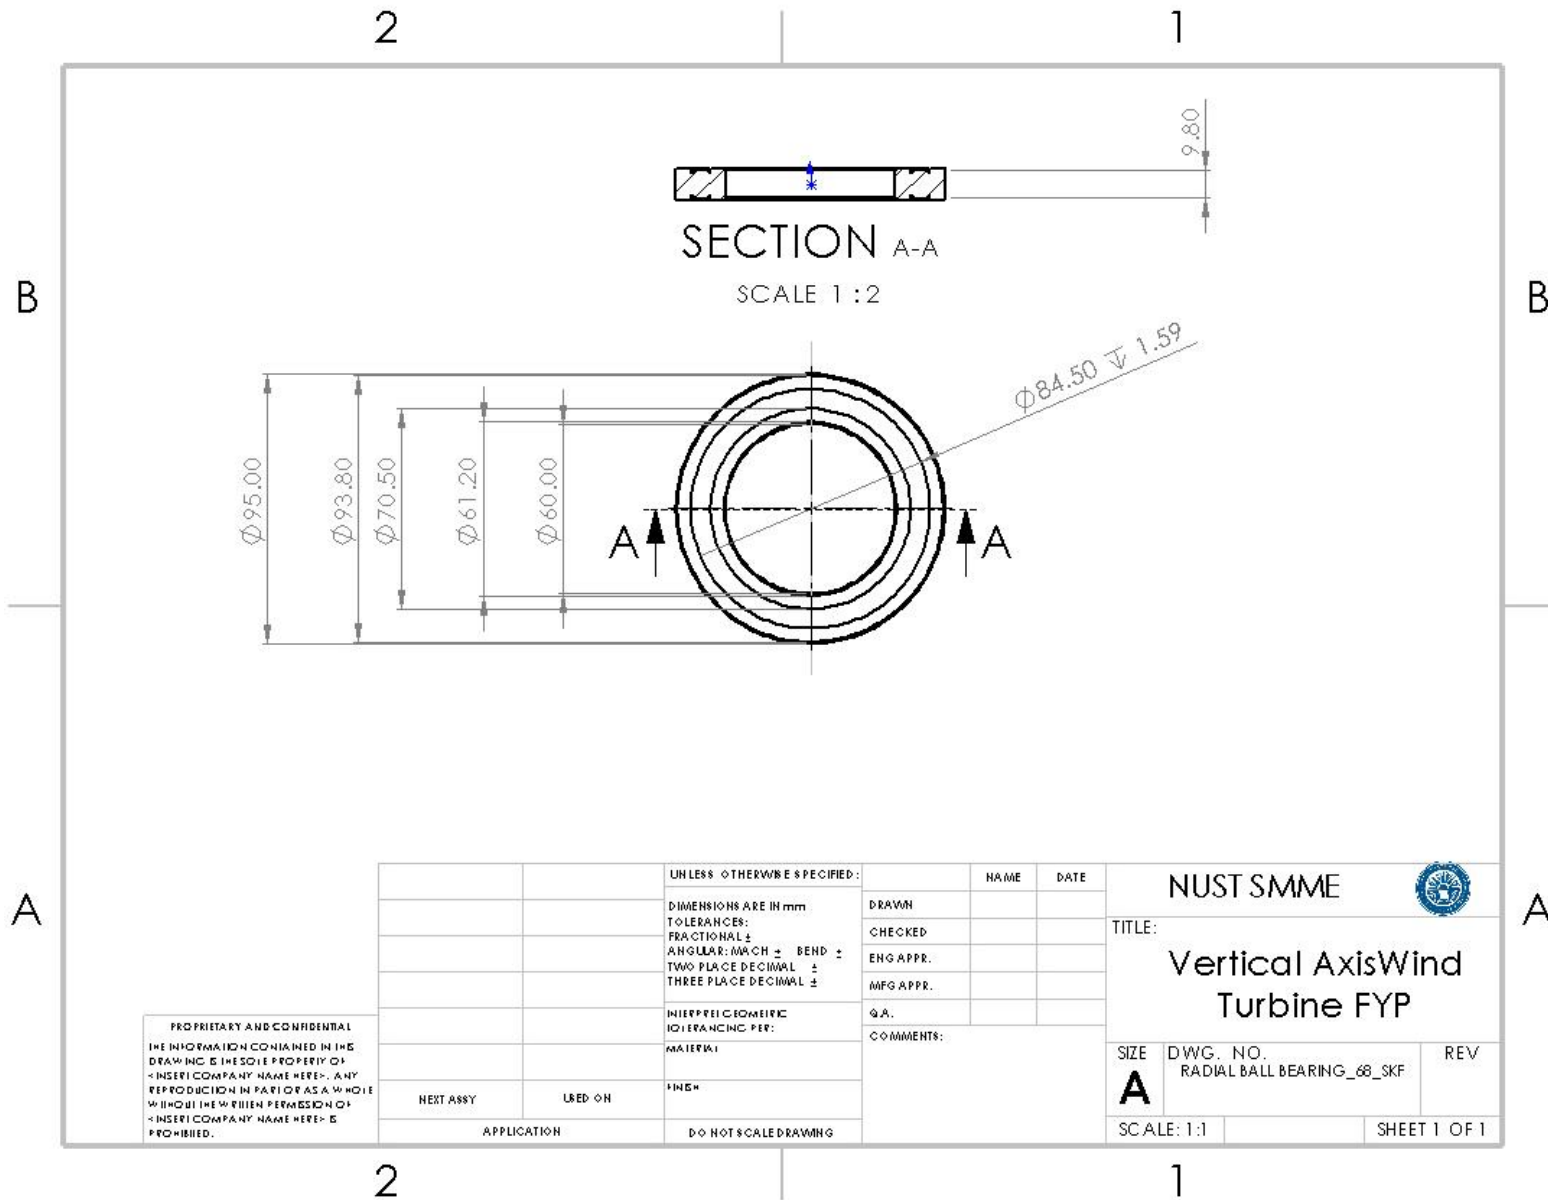 2
1
9.80
SECTION A-A
SCALE 1 : 2
B
B
Ø84.50 ↧ 1.59
Ø95.00
Ø93.80
Ø70.50
Ø61.20
Ø60.00
A
A
A
A
UNLESS OTHERWISE SPECIFIED:
DIMENSIONS ARE IN mm
TOLERANCES:
FRACTIONAL ±
ANGULAR: MACH ± BEND ±
TWO PLACE DECIMAL ±
THREE PLACE DECIMAL ±
INTERPRET GEOMETRIC
TOLERANCING PER:
MATERIAL
FINISH
DO NOT SCALE DRAWING
NAME
DATE
DRAWN
CHECKED
ENG APPR.
MFG APPR.
Q.A.
COMMENTS:
NUST SMME
TITLE:
Vertical AxisWind
Turbine FYP
SIZE
A
DWG. NO.
RADIAL BALL BEARING_68_SKF
REV
SCALE: 1:1
SHEET 1 OF 1
PROPRIETARY AND CONFIDENTIAL
THE INFORMATION CONTAINED IN THIS
DRAWING IS THE SOLE PROPERTY OF
<INSERT COMPANY NAME HERE>. ANY
REPRODUCTION IN PART OR AS A WHOLE
WITHOUT THE WRITTEN PERMISSION OF
<INSERT COMPANY NAME HERE> IS
PROHIBITED.
NEXT ASSY
USED ON
APPLICATION
2
1